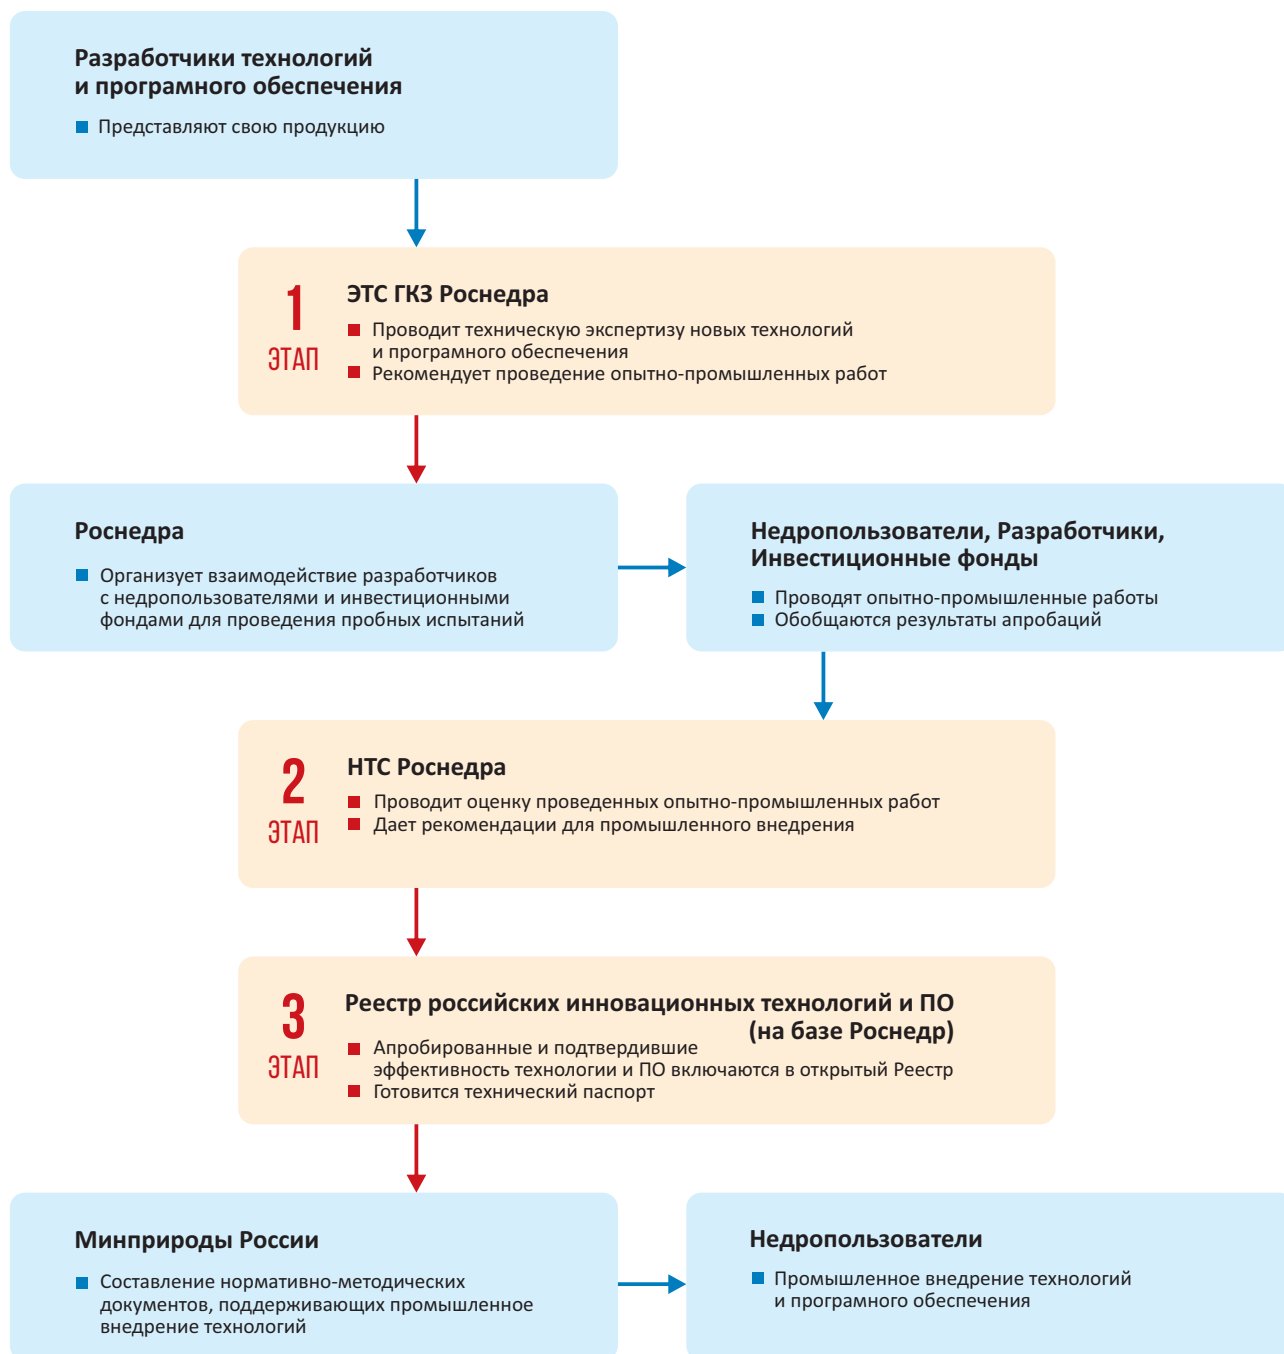 Разработчики технологий
и програмного обеспечения
Представляют свою продукцию
1
ЭТАП
ЭТС ГКЗ Роснедра
Проводит техническую экспертизу новых технологий
и програмного обеспечения
Рекомендует проведение опытно-промышленных работ
Роснедра
Организует взаимодействие разработчиков
с недропользователями и инвестиционными
фондами для проведения пробных испытаний
Недропользователи, Разработчики,
Инвестиционные фонды
Проводят опытно-промышленные работы
Обобщаются результаты апробаций
2
ЭТАП
НТС Роснедра
Проводит оценку проведенных опытно-промышленных работ
Дает рекомендации для промышленного внедрения
3
ЭТАП
Реестр российских инновационных технологий и ПО
(на базе Роснедр)
Апробированные и подтвердившие
эффективность технологии и ПО включаются в открытый Реестр
Готовится технический паспорт
Минприроды России
Составление нормативно-методических
документов, поддерживающих промышленное
внедрение технологий
Недропользователи
Промышленное внедрение технологий
и програмного обеспечения